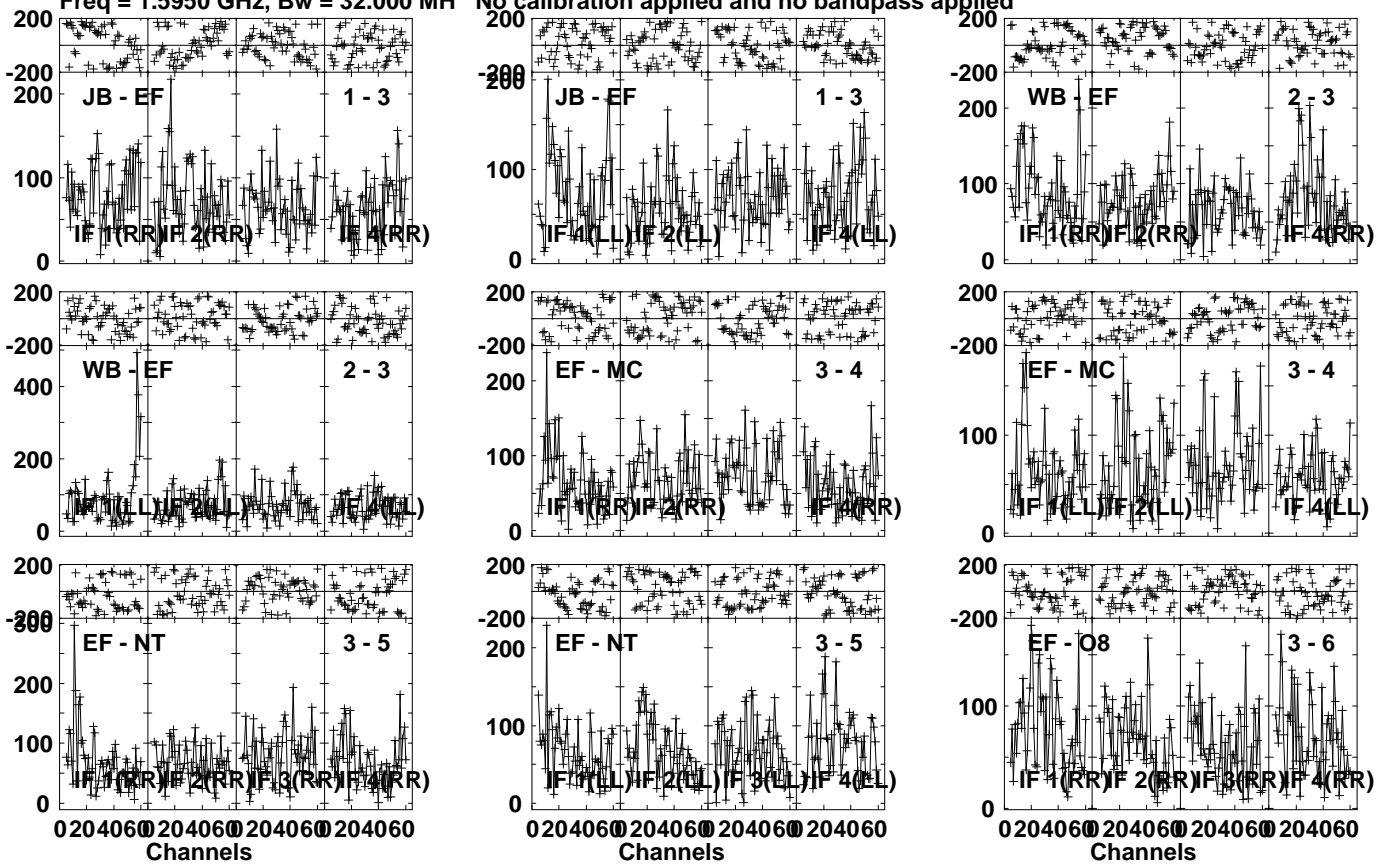 Freq = 1.5950 GHz, Bw = 32.000 MH No calibration applied and no bandpass applied
200 200 200
-200 -200 -200
200 200 200
JB - EF 1 - 3 JB - EF 1 - 3 WB - EF 2 - 3
100 100 100
IF 1(RR) IF 2(RR) IF 4(RR) IF 1(LL) IF 2(LL) IF 4(LL) IF 1(RR) IF 2(RR) IF 4(RR)
0 0 0
200 200 200
-200 -200 -200
WB - EF 2 - 3 EF - MC 3 - 4 EF - MC 3 - 4
400 200
200 100 100
IF 1(LL) IF 2(LL) IF 4(LL) IF 1(RR) IF 2(RR) IF 4(RR) IF 1(LL) IF 2(LL) IF 4(LL)
0 0 0
200 200 200
-200 -200 -200
300
EF - NT 3 - 5 EF - NT 3 - 5 EF - O8 3 - 6
200 200
100 100 100
IF 1(RR) IF 2(RR) IF 3(RR) IF 4(RR) IF 1(LL) IF 2(LL) IF 3(LL) IF 4(LL) IF 1(RR) IF 2(RR) IF 3(RR) IF 4(RR)
0 0 0
0 20 40 60 0 20 40 60 0 20 40 60 0 20 40 60 0 20 40 60 0 20 40 60 0 20 40 60 0 20 40 60 0 20 40 60 0 20 40 60 0 20 40 60 0 20 40 60
Channels Channels Channels